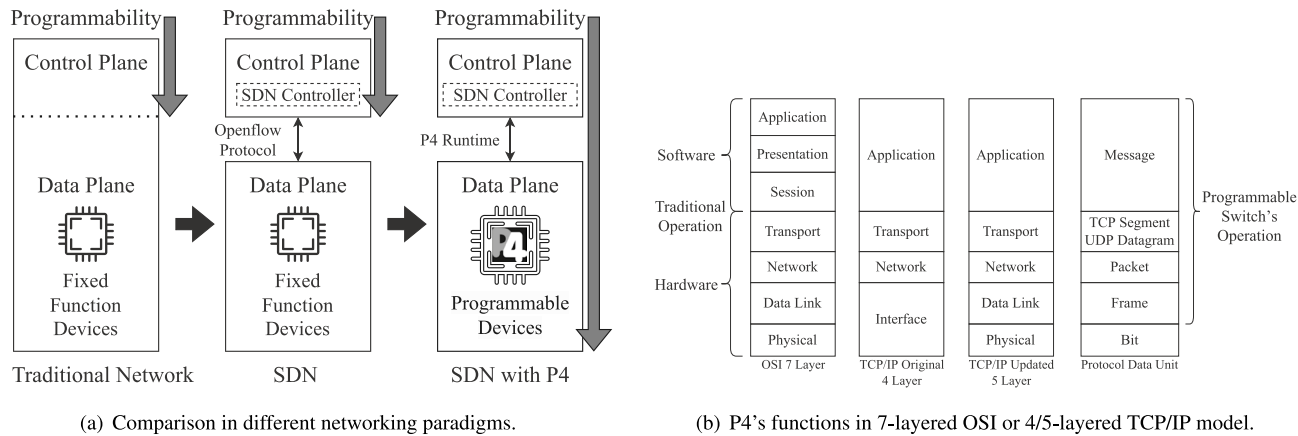 Programmability
Programmability
Programmability
Control Plane
Control Plane
Control Plane
SDN Controller
SDN Controller
Openflow
Protocol
P4 Runtime
Data Plane
Data Plane
Data Plane
P4
Fixed
Function
Devices
Fixed
Function
Devices
Programmable
Devices
Traditional Network
SDN
SDN with P4
(a) Comparison in different networking paradigms.
Software
Traditional
Operation
Hardware
Application
Presentation
Session
Transport
Network
Data Link
Physical
OSI 7 Layer
Application
Transport
Network
Interface
TCP/IP Original
4 Layer
Application
Transport
Network
Data Link
Physical
TCP/IP Updated
5 Layer
Message
TCP Segment
UDP Datagram
Packet
Frame
Bit
Protocol Data Unit
Programmable
Switch's
Operation
(b) P4's functions in 7-layered OSI or 4/5-layered TCP/IP model.